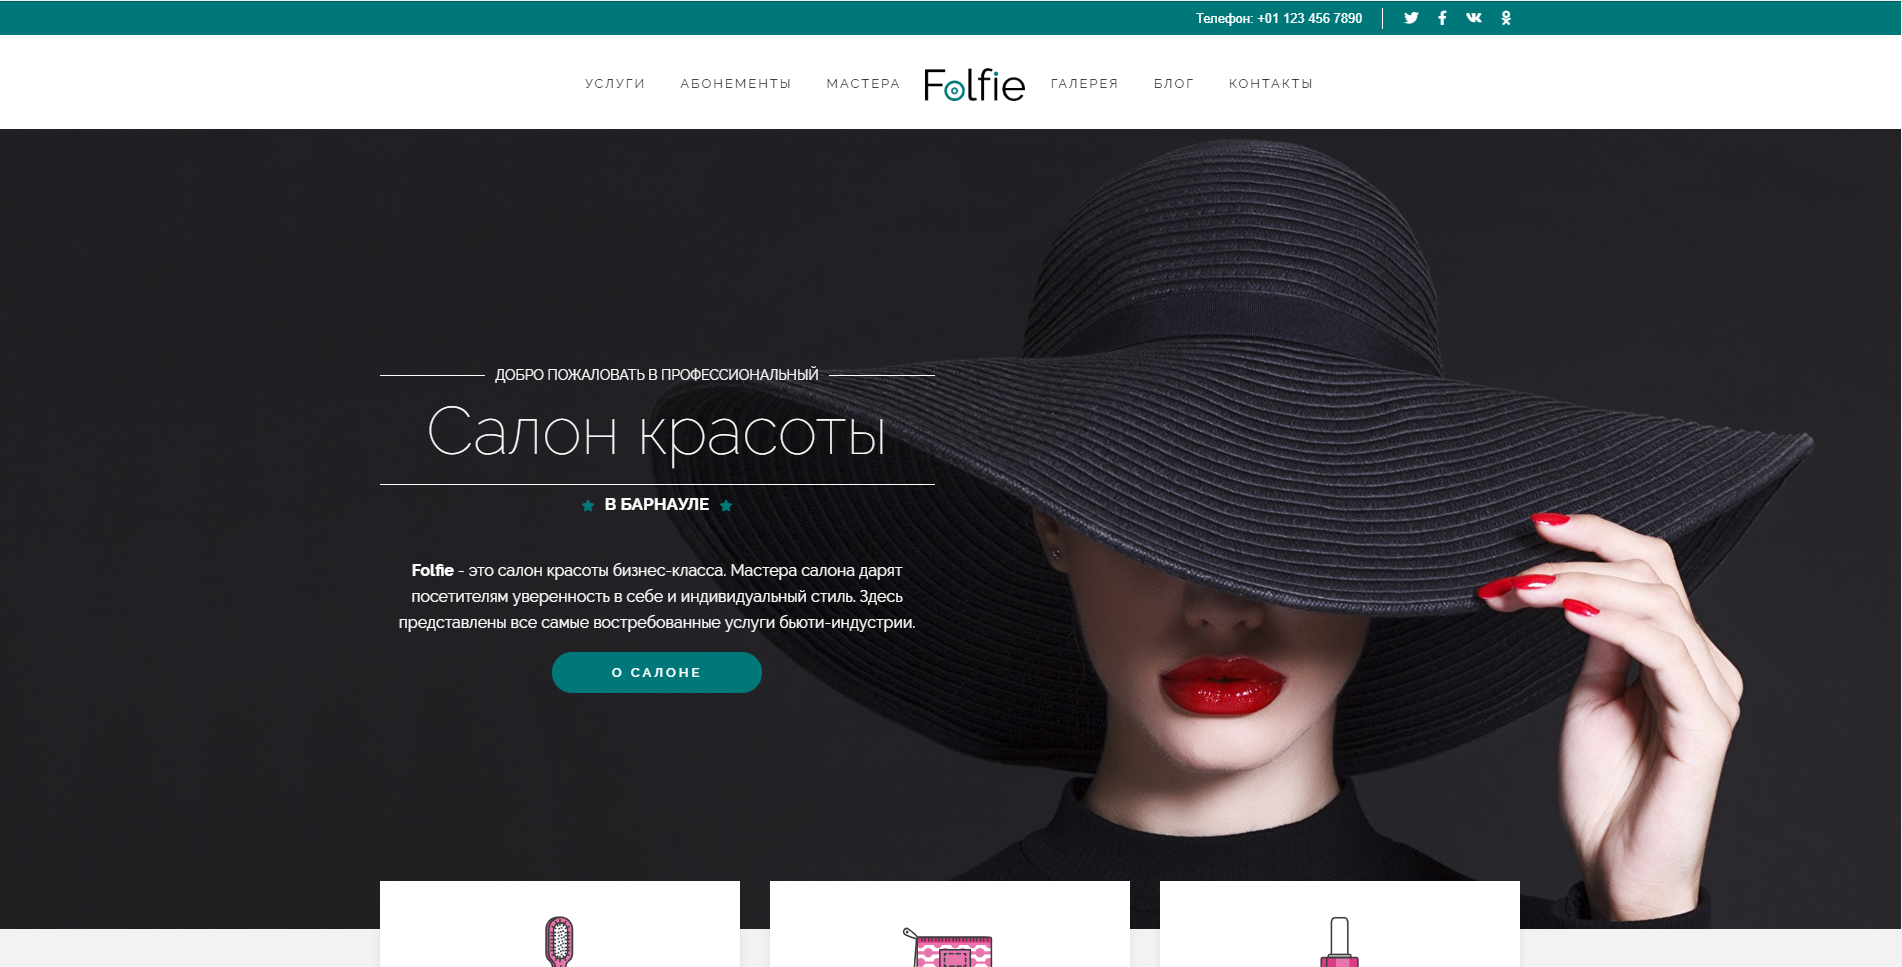 Телефон: +01 123 456 7890
УСЛУГИ АБОНЕМЕНТЫ МАСТЕРА Folfie ГАЛЕРЕЯ БЛОГ КОНТАКТЫ
ДОБРО ПОЖАЛОВАТЬ В ПРОФЕССИОНАЛЬНЫЙ
Салон красоты
В БАРНАУЛЕ
Folfie - это салон красоты бизнес-класса. Мастера салона дарят
посетителям уверенность в себе и индивидуальный стиль. Здесь
представлены все самые востребованные услуги бьюти-индустрии.
О САЛОНЕ